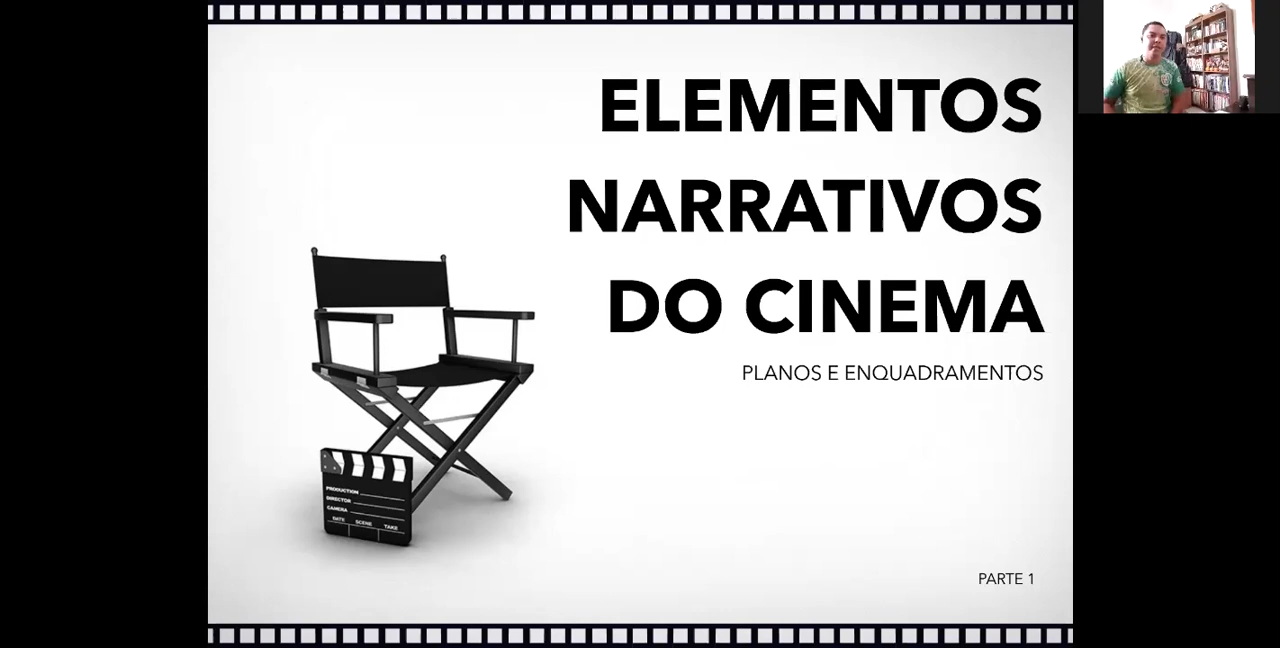 ELEMENTOS
NARRATIVOS
DO CINEMA
PLANOS E ENQUADRAMENTOS
PRODUCTION
DIRECTOR
CAMERA
DATE SCENE TAKE
PARTE 1